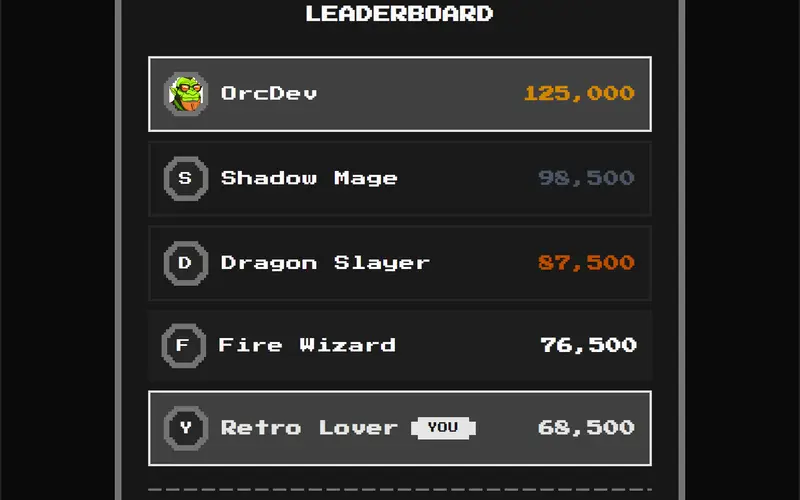 LEADERBOARD
OrcDev 125,000
S Shadow Mage 98,500
D Dragon Slayer 87,500
F Fire Wizard 76,500
Y Retro Lover YOU 68,500